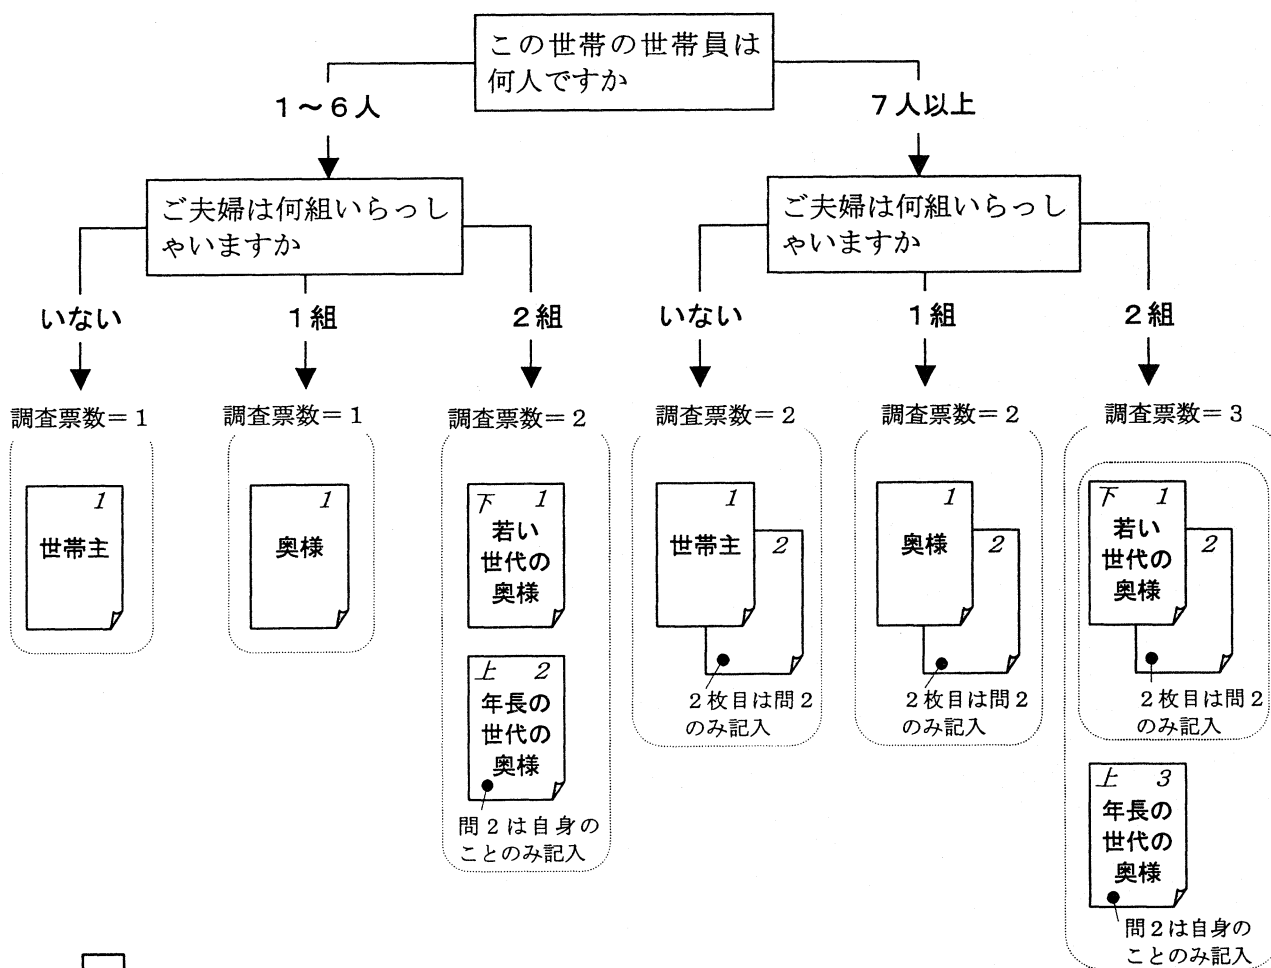 この世帯の世帯員は
何人ですか
1～6人
7人以上
ご夫婦は何組いらっし
ゃいますか
ご夫婦は何組いらっし
ゃいますか
いない
1組
2組
いない
1組
2組
調査票数＝1
調査票数＝1
調査票数＝2
調査票数＝2
調査票数＝2
調査票数＝3
1
世帯主
1
奥様
下 1
若い
世代の
奥様
上 2
年長の
世代の
奥様
問2は自身の
ことのみ記入
1
世帯主
2
2枚目は問2
のみ記入
1
奥様
2
2枚目は問2
のみ記入
下 1
若い
世代の
奥様
2
2枚目は問2
のみ記入
上 3
年長の
世代の
奥様
問2は自身の
ことのみ記入